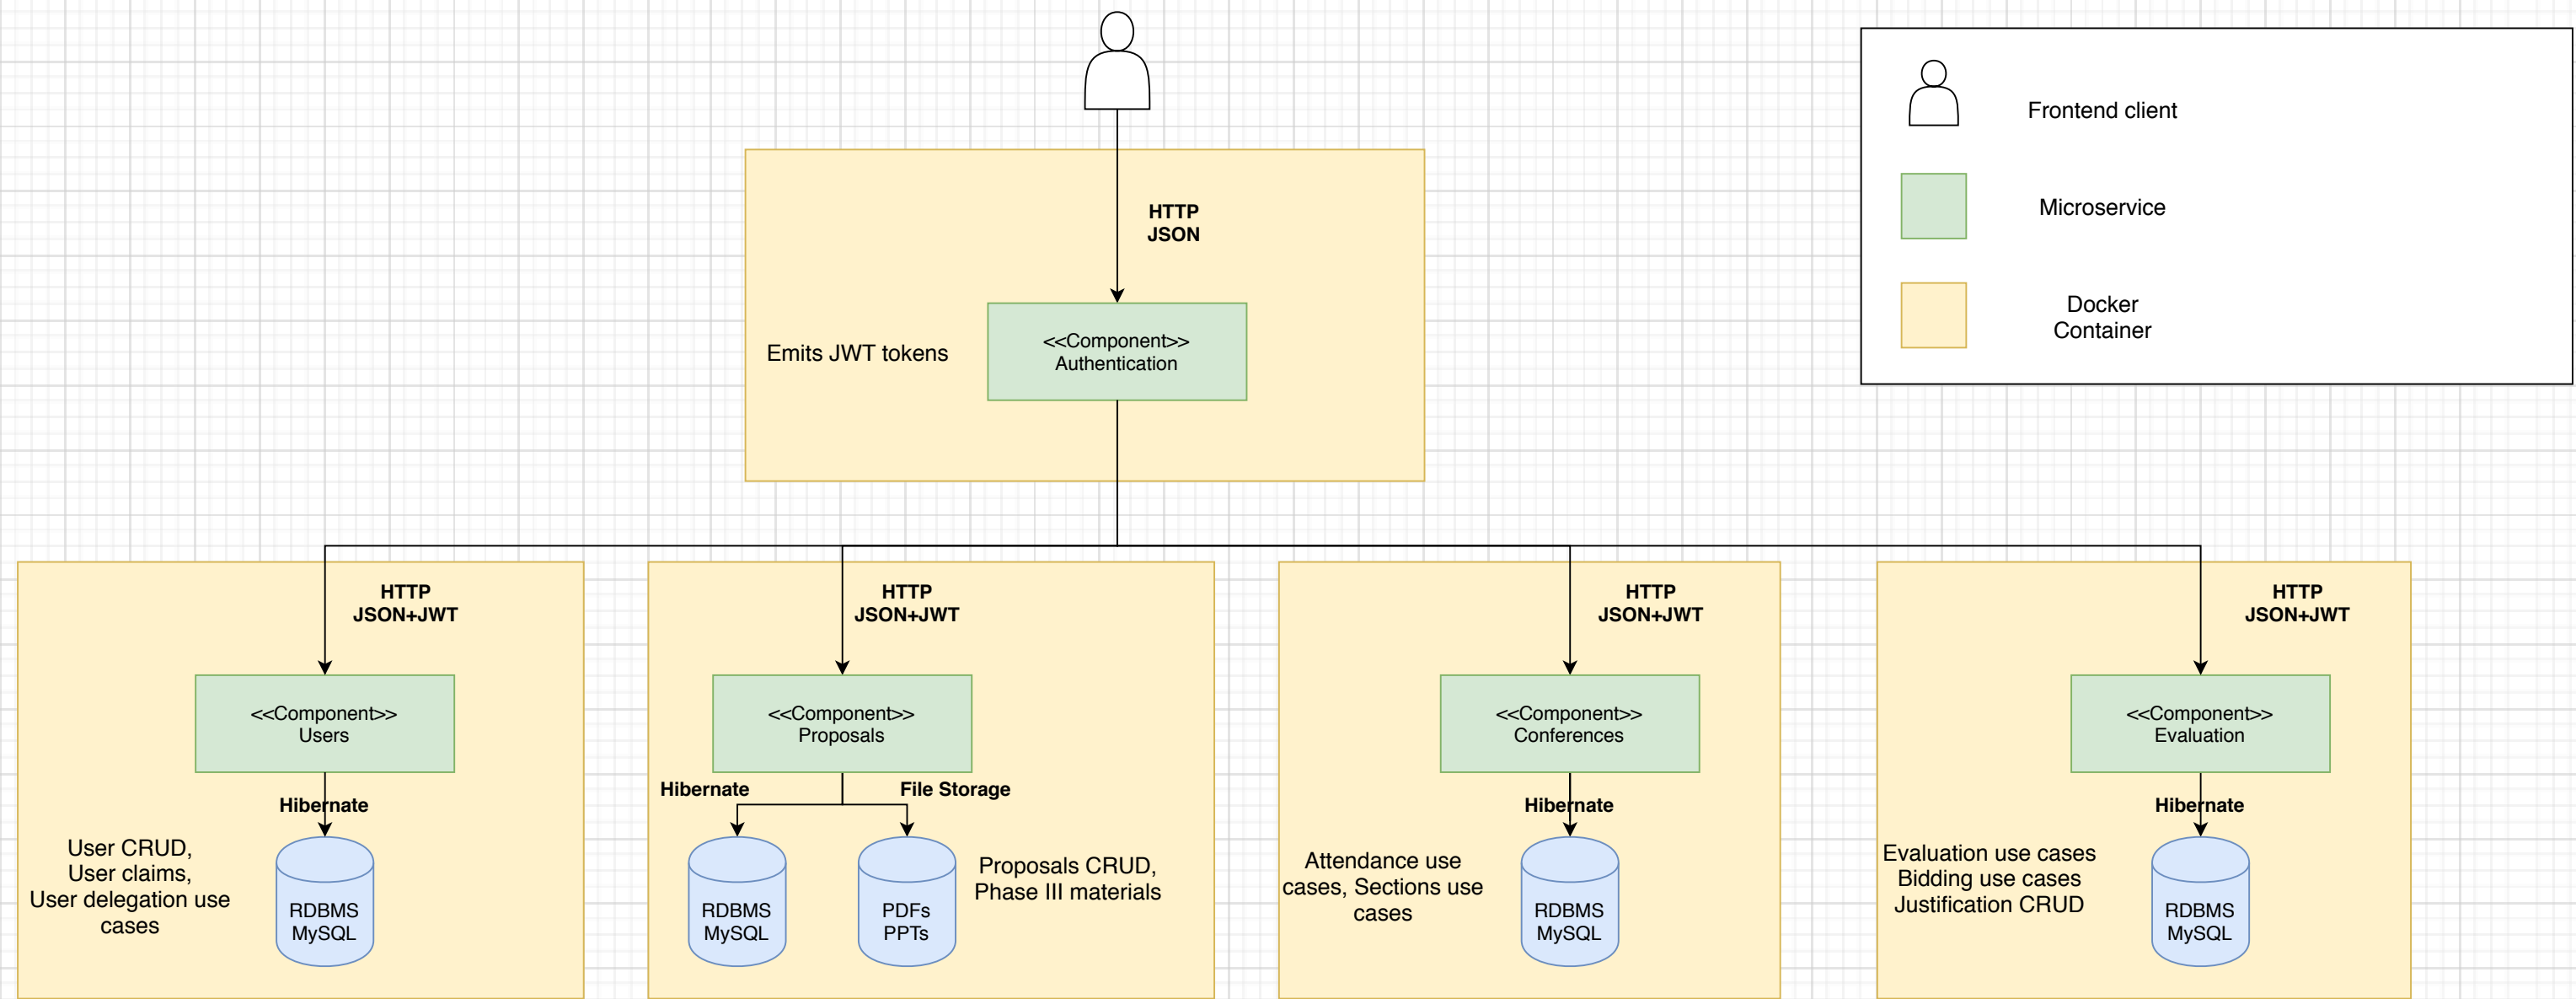 Frontend client
Microservice
Docker
Container
HTTP
JSON
Emits JWT tokens
<<Component>>
Authentication
HTTP
JSON+JWT
<<Component>>
Users
Hibernate
User CRUD,
User claims,
User delegation use
cases
RDBMS
MySQL
HTTP
JSON+JWT
<<Component>>
Proposals
Hibernate
File Storage
RDBMS
MySQL
PDFs
PPTs
Proposals CRUD,
Phase III materials
HTTP
JSON+JWT
<<Component>>
Conferences
Hibernate
Attendance use
cases, Sections use
cases
RDBMS
MySQL
HTTP
JSON+JWT
<<Component>>
Evaluation
Hibernate
Evaluation use cases
Bidding use cases
Justification CRUD
RDBMS
MySQL